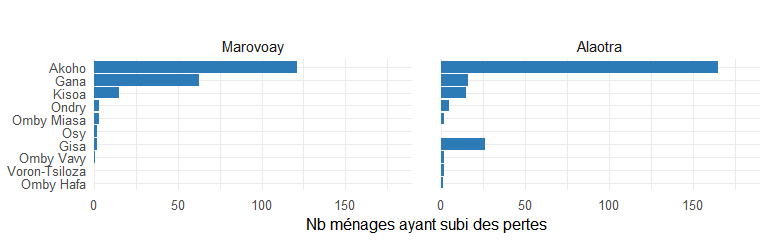 Marovoay
Alaotra
Akoho
Gana
Kisoa
Ondry
Omby Miasa
Osy
Gisa
Omby Vavy
Voron-Tsiloza
Omby Hafa
0 50 100 150
0 50 100 150
Nb ménages ayant subi des pertes